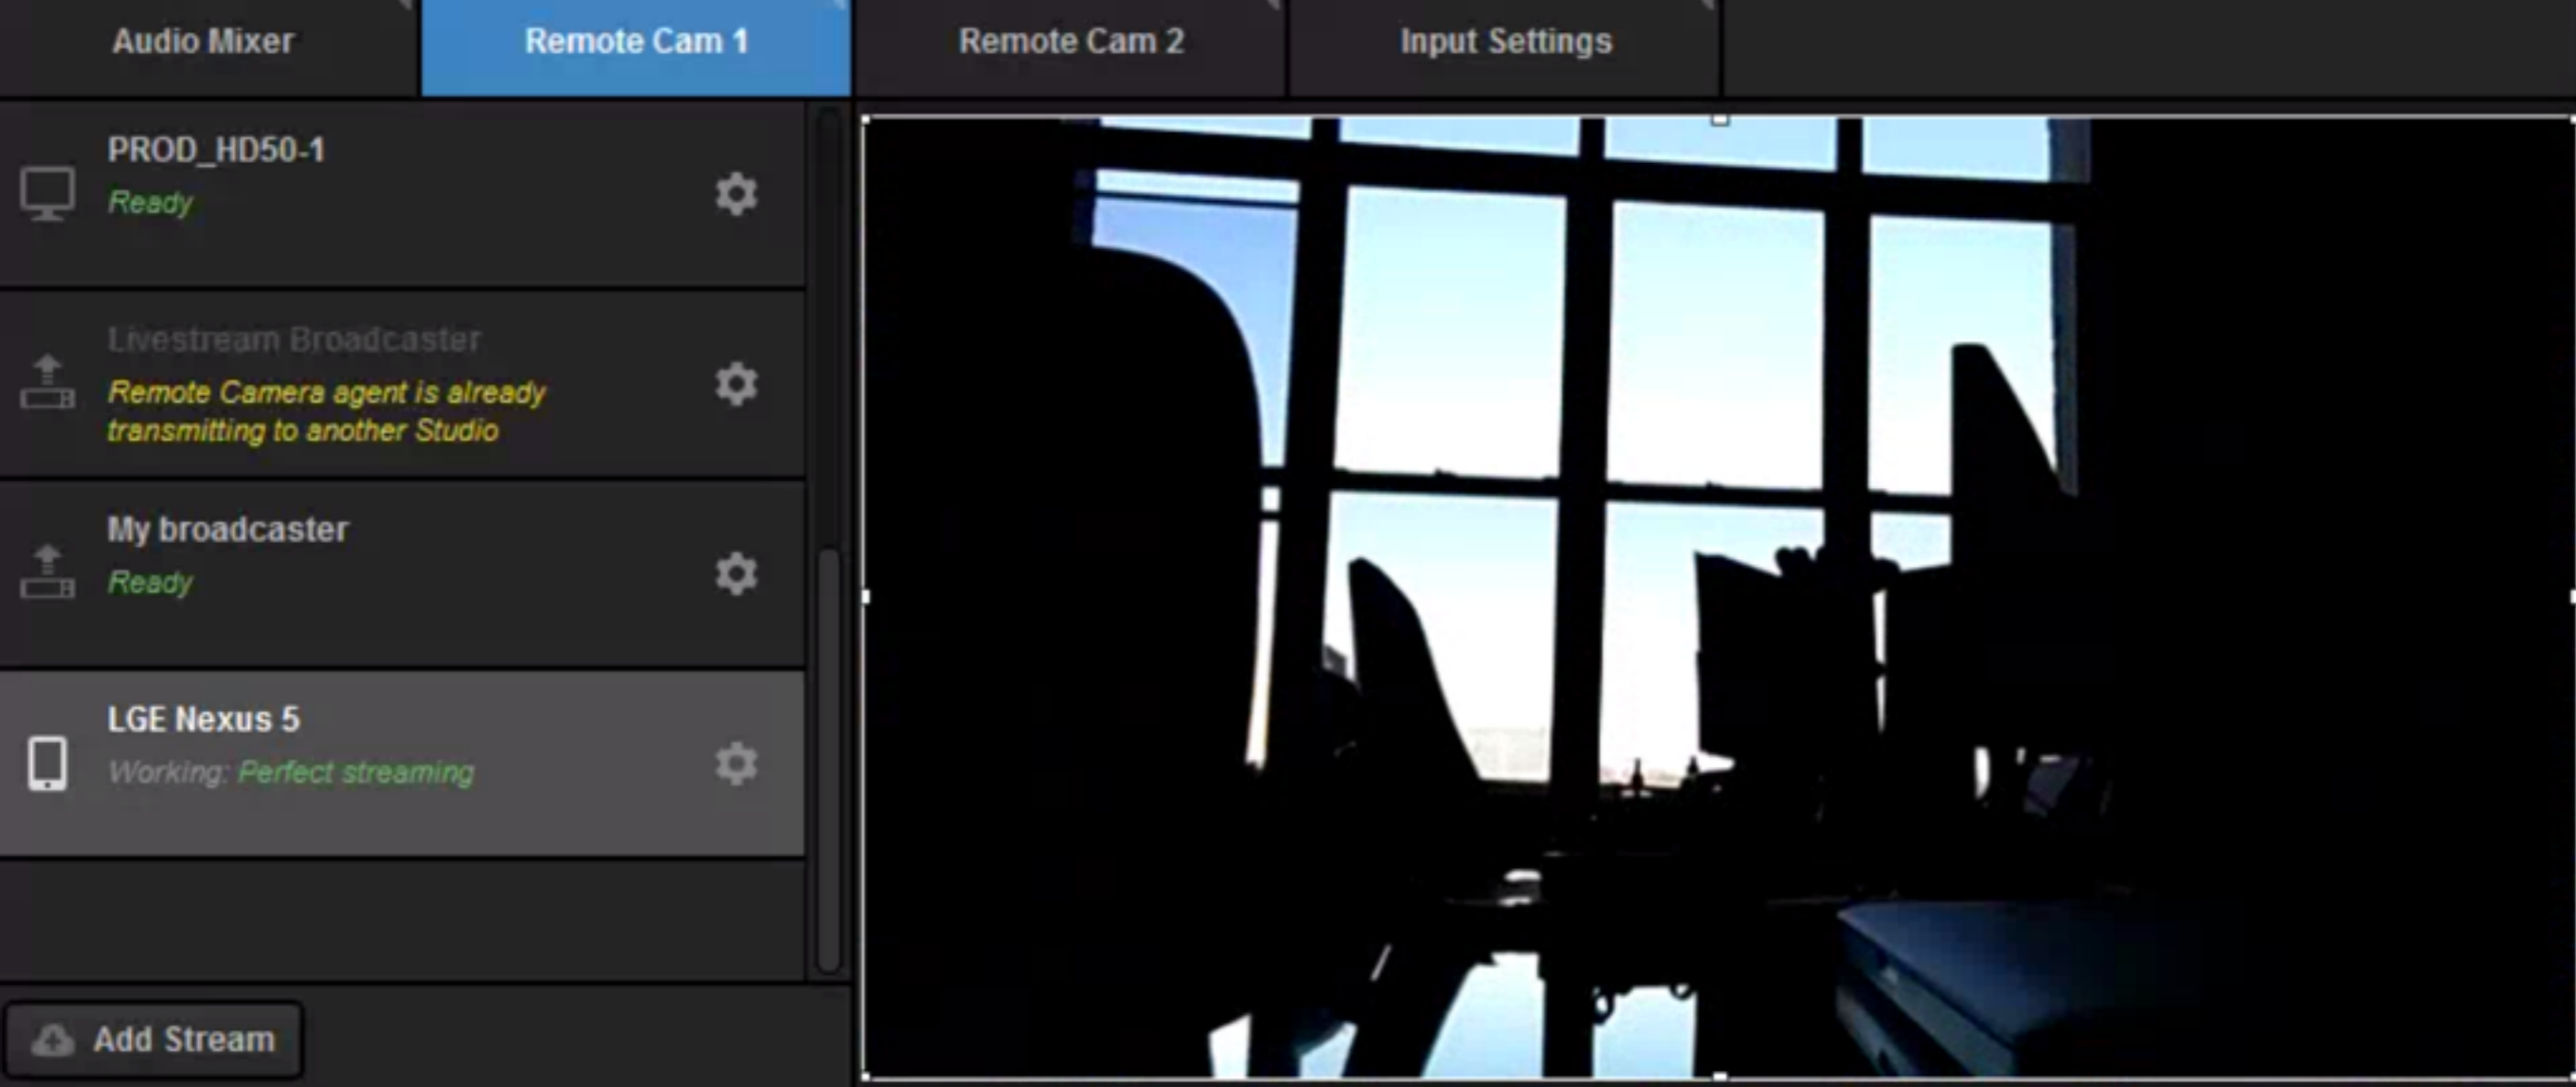 Audio Mixer
Remote Cam 1
Remote Cam 2
Input Settings
PROD_HD50-1
Ready
Livestream Broadcaster
Remote Camera agent is already
transmitting to another Studio
My broadcaster
Ready
LGE Nexus 5
Working: Perfect streaming
Add Stream